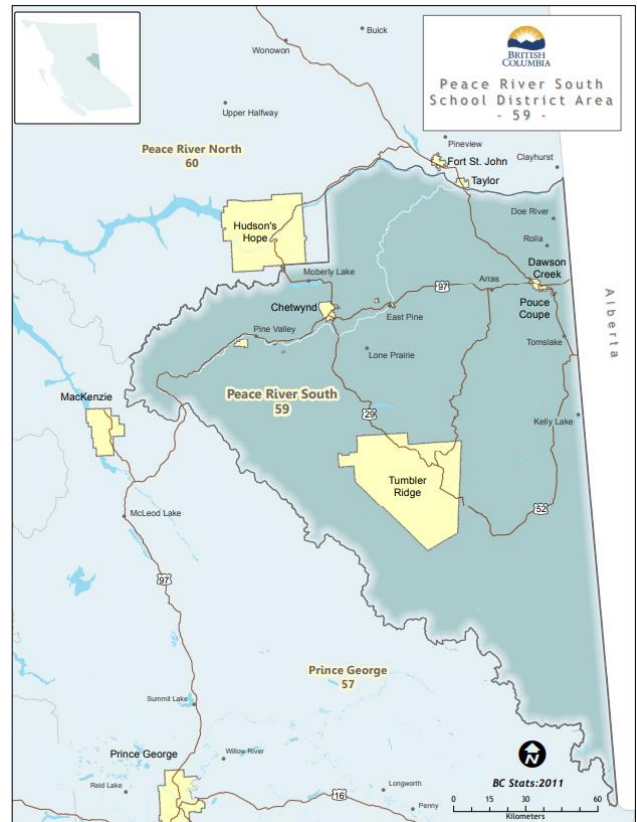 Buick
Wonowon
BRITISH
COLUMBIA
Peace River South
School District Area
- 59 -
Upper Halfway
Pineview
Peace River North
60
Fort St. John
Clayhurst
Taylor
Hudson's
Hope
Doe River
Rolla
Moberly Lake
Dawson
Creek
97
Arras
Alberta
Chetwynd
East Pine
Pouce
Coupe
Pine Valley
Lone Prairie
Tomslake
Peace River South
59
MacKenzie
29
Kelly Lake
Tumbler
Ridge
McLeod Lake
52
97
Prince George
57
Summit Lake
Prince George
Willow River
N
BC Stats:2011
Reid Lake
16
Longworth
Penny
0 15 30 60
Kilometers